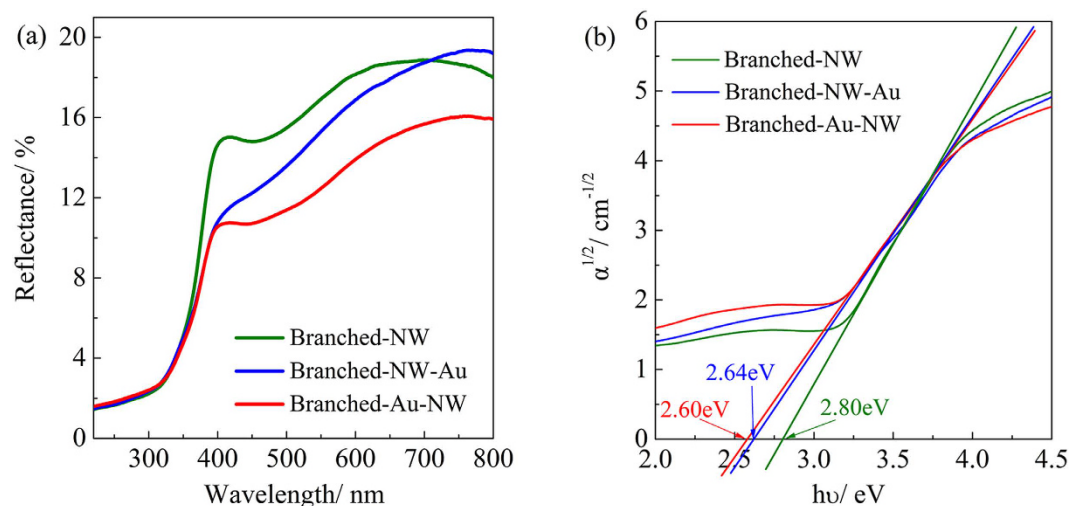 (a)
20
16
12
8
4
0
Reflectance/ %
Branched-NW
Branched-NW-Au
Branched-Au-NW
300 400 500 600 700 800
Wavelength/ nm
(b)
6
5
4
3
2
1
0
α^1/2/ cm^-1/2
Branched-NW
Branched-NW-Au
Branched-Au-NW
2.64eV
2.60eV
2.80eV
2.0 2.5 3.0 3.5 4.0 4.5
hυ/ eV